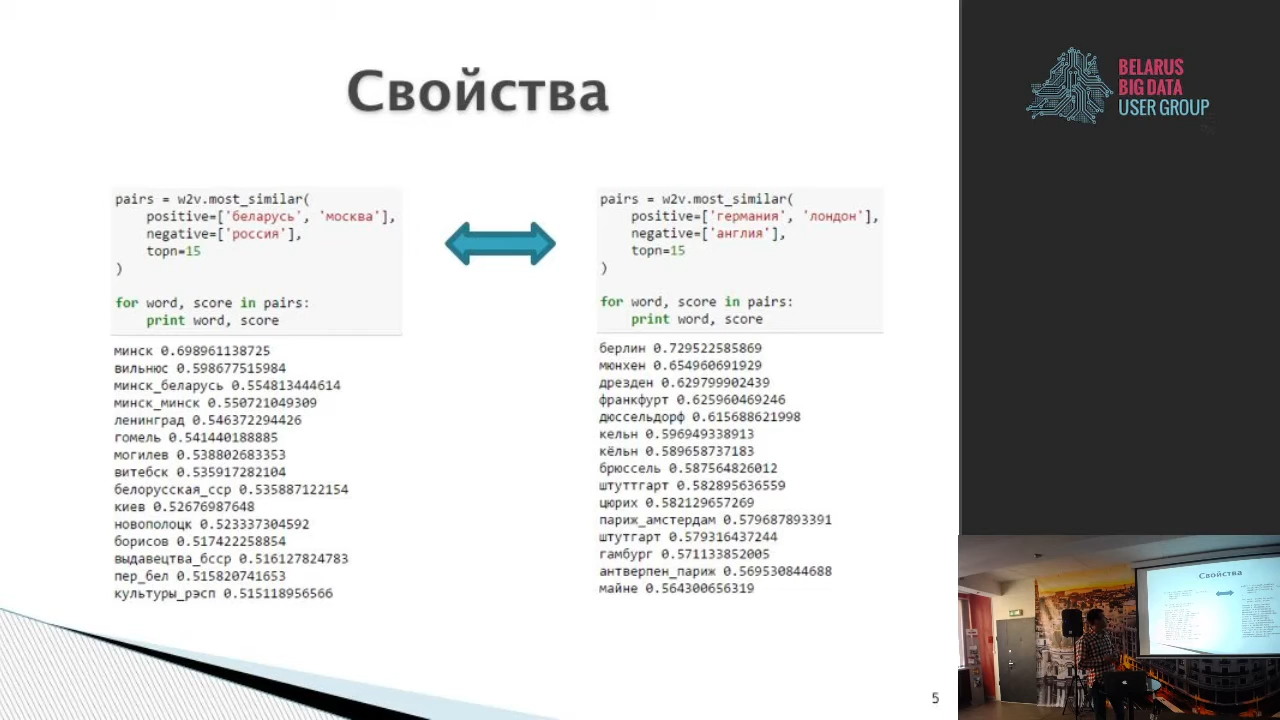 Свойства
pairs = w2v.most_similar(
positive=['беларусь', 'москва'],
negative=['россия'],
topn=15
)
for word, score in pairs:
print word, score
минск 0.698961138725
вильнюс 0.598677515984
минск_беларусь 0.554813444614
минск_минск 0.550721049309
ленинград 0.546372294426
гомель 0.541440188885
могилев 0.538802683353
витебск 0.535917282104
белорусская_сср 0.535887122154
киев 0.52676987648
новополоцк 0.523337304592
борисов 0.517422258854
выдавецтва_бсср 0.516127824783
пер_бел 0.515820741653
культуры_рэсп 0.515118956566
pairs = w2v.most_similar(
positive=['германия', 'лондон'],
negative=['англия'],
topn=15
)
for word, score in pairs:
print word, score
берлин 0.729522585869
мюнхен 0.654960691929
дрезден 0.629799902439
франкфурт 0.625960469246
дюссельдорф 0.615688621998
кельн 0.596949338913
кёльн 0.589658737183
брюссель 0.587564826012
штуттгарт 0.582895636559
цюрих 0.582129657269
париж_амстердам 0.579687893391
штутгарт 0.579316437244
гамбург 0.571133852005
антверпен_париж 0.569530844688
майне 0.564300656319
5
BELARUS
BIG DATA
USER GROUP
Свойства